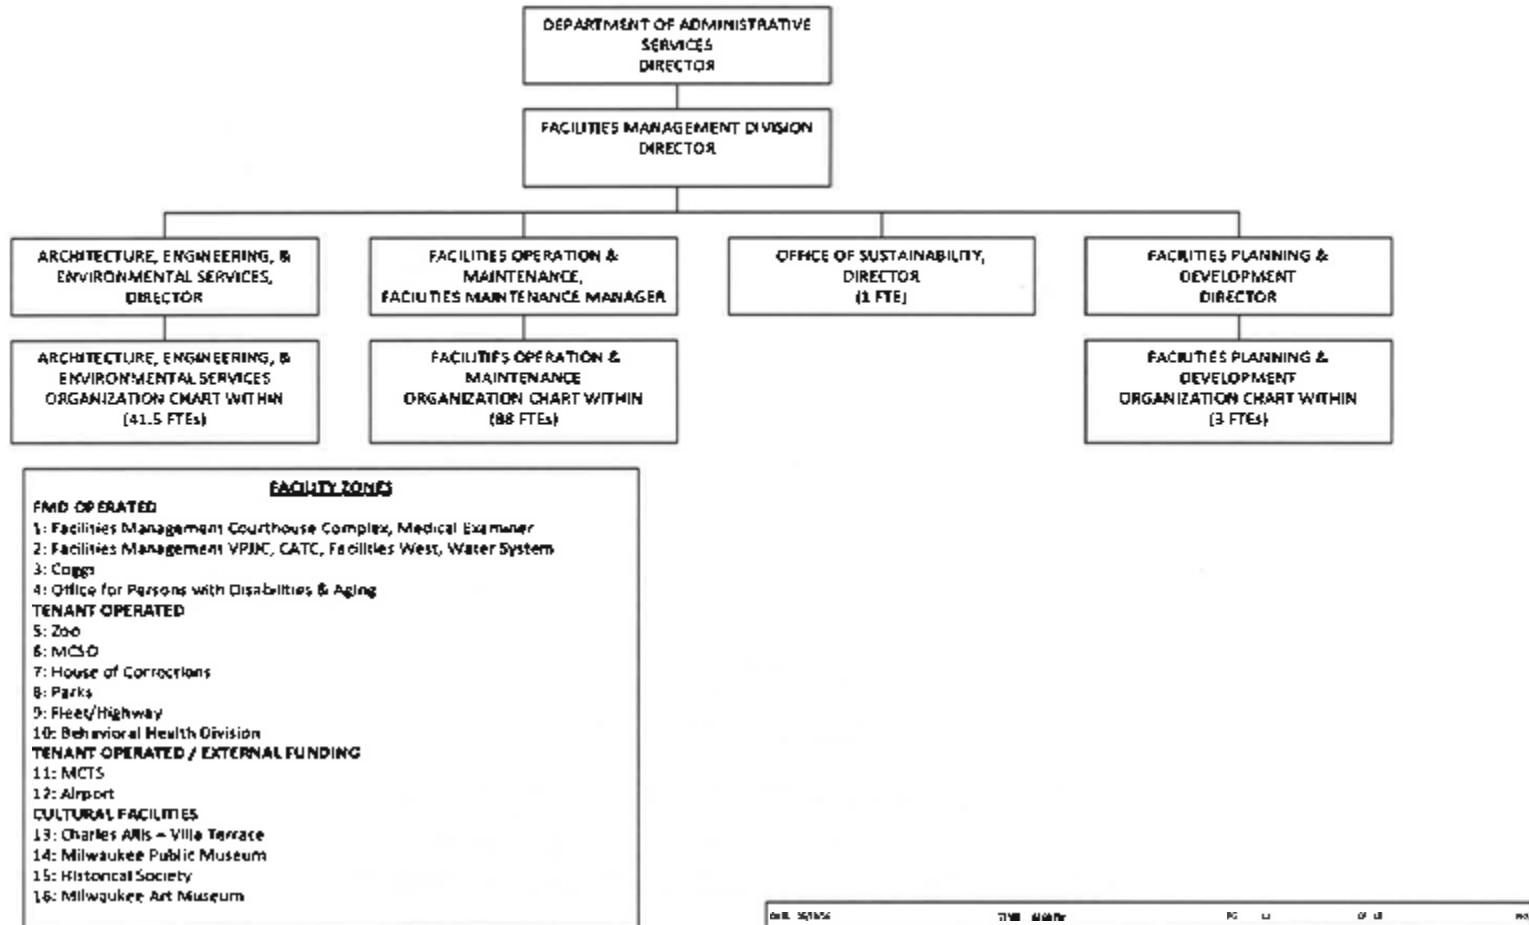 DEPARTMENT OF ADMINISTRATIVE
SERVICES
DIRECTOR
FACILITIES MANAGEMENT DIVISION
DIRECTOR
ARCHITECTURE, ENGINEERING, &
ENVIRONMENTAL SERVICES,
DIRECTOR
FACILITIES OPERATION &
MAINTENANCE,
FACILITIES MAINTENANCE MANAGER
OFFICE OF SUSTAINABILITY,
DIRECTOR
(1 FTE)
FACILITIES PLANNING &
DEVELOPMENT
DIRECTOR
ARCHITECTURE, ENGINEERING, &
ENVIRONMENTAL SERVICES
ORGANIZATION CHART WITHIN
(41.5 FTEs)
FACILITIES OPERATION &
MAINTENANCE
ORGANIZATION CHART WITHIN
(88 FTEs)
FACILITIES PLANNING &
DEVELOPMENT
ORGANIZATION CHART WITHIN
(3 FTEs)
FACILITY ZONES
FMD OPERATED
1: Facilities Management Courthouse Complex, Medical Examiner
2: Facilities Management VPJJC, CATC, Facilities West, Water System
3: Coggs
4: Office for Persons with Disabilities & Aging
TENANT OPERATED
5: Zoo
6: MCSO
7: House of Corrections
8: Parks
9: Fleet/Highway
10: Behavioral Health Division
TENANT OPERATED / EXTERNAL FUNDING
11: MCTS
12: Airport
CULTURAL FACILITIES
13: Charles Allis – Villa Terrace
14: Milwaukee Public Museum
15: Historical Society
16: Milwaukee Art Museum